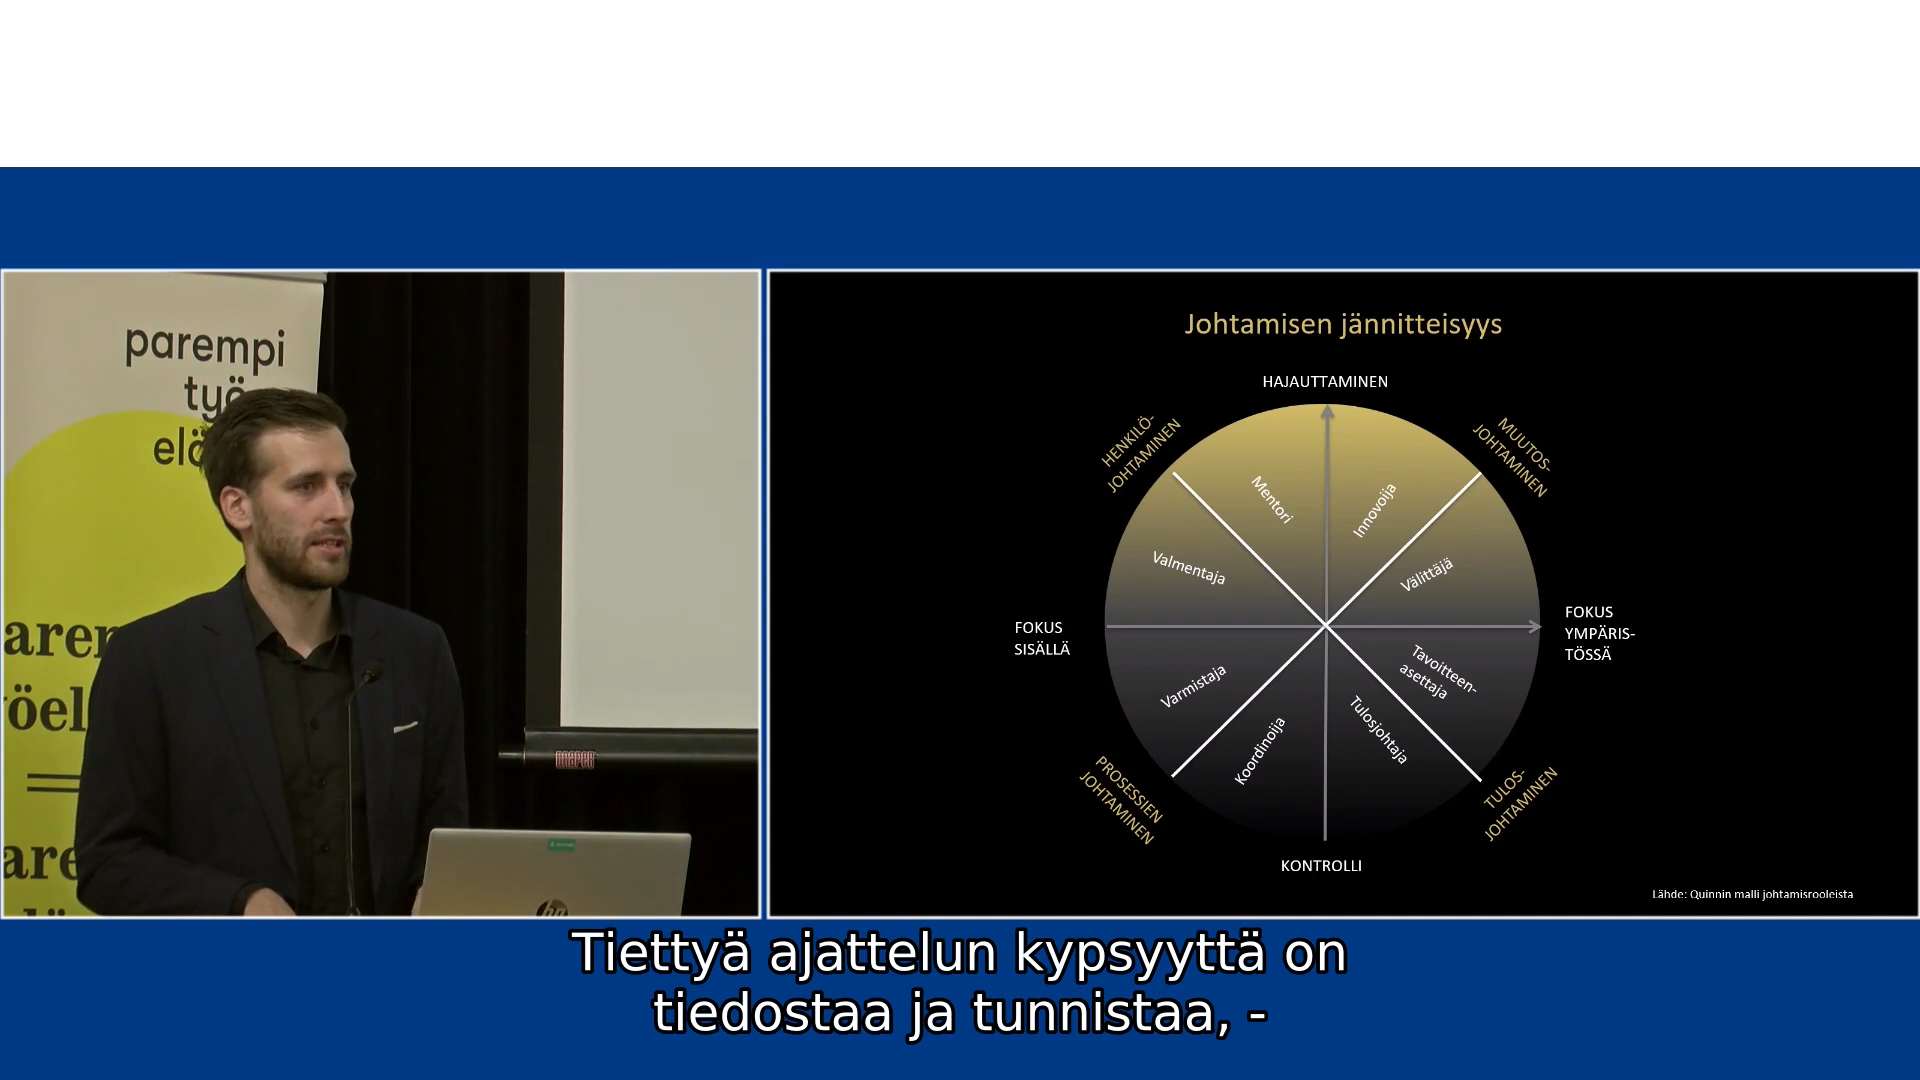 parempi
työ
elä
arem
yöel
are
DRAPER
hp
Johtamisen jännitteisyys
HAJAUTTAMINEN
HENKILÖ-
JOHTAMINEN
MUUTOS-
JOHTAMINEN
Mentori
Innovoija
Valmentaja
Välittäjä
FOKUS
SISÄLLÄ
FOKUS
YMPÄRIS-
TÖSSÄ
Varmistaja
Tavoitteen-
asettaja
Koordinoija
Tulosjohtaja
PROSESSIEN
JOHTAMINEN
TULOS-
JOHTAMINEN
KONTROLLI
Lähde: Quinnin malli johtamisrooleista
Tiettyä ajattelun kypsyyttä on
tiedostaa ja tunnistaa, -